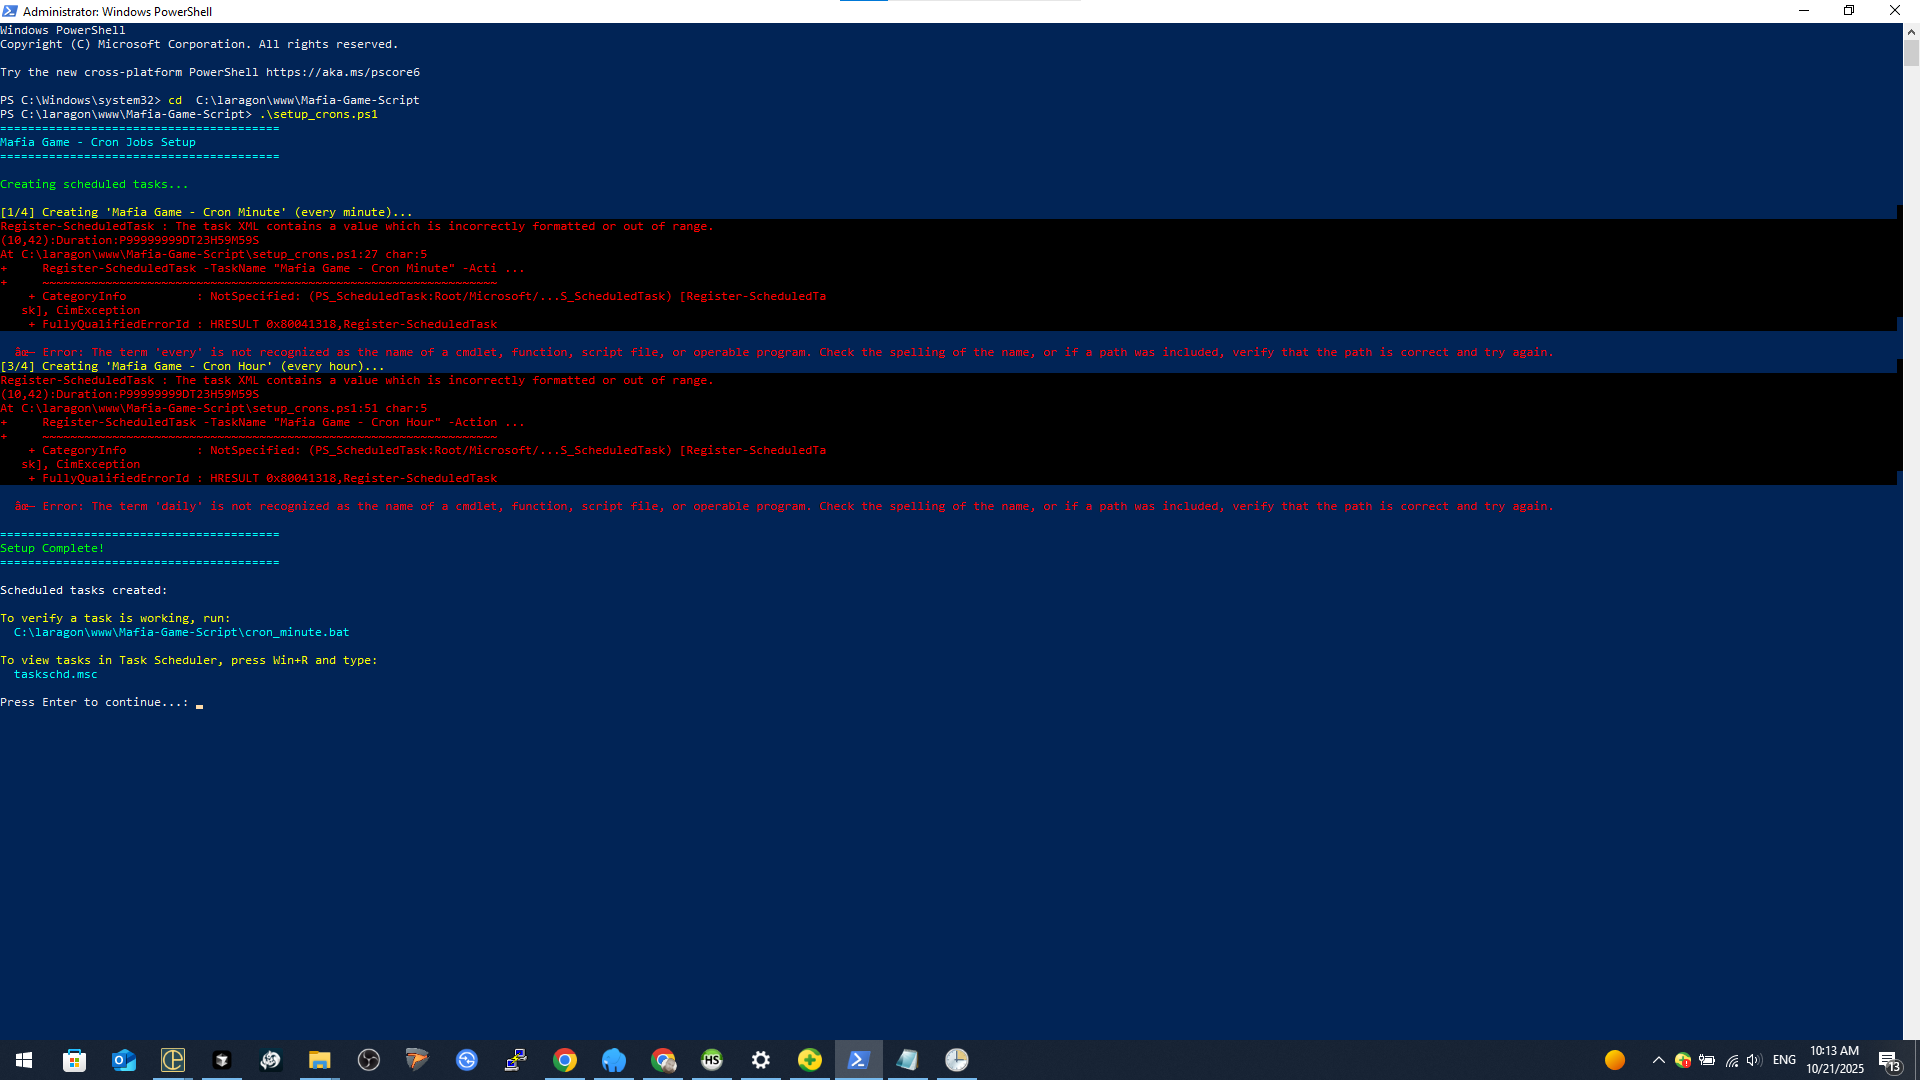 Administrator: Windows PowerShell
Windows PowerShell
Copyright (C) Microsoft Corporation. All rights reserved.
Try the new cross-platform PowerShell https://aka.ms/pscore6
PS C:\Windows\system32> cd  C:\laragon\www\Mafia-Game-Script
PS C:\laragon\www\Mafia-Game-Script> .\setup_crons.ps1
========================================
Mafia Game - Cron Jobs Setup
========================================
Creating scheduled tasks...
[1/4] Creating 'Mafia Game - Cron Minute' (every minute)...
Register-ScheduledTask : The task XML contains a value which is incorrectly formatted or out of range.
(10,42):Duration:P99999999DT23H59M59S
At C:\laragon\www\Mafia-Game-Script\setup_crons.ps1:27 char:5
+     Register-ScheduledTask -TaskName "Mafia Game - Cron Minute" -Acti ...
+     ~~~~~~~~~~~~~~~~~~~~~~~~~~~~~~~~~~~~~~~~~~~~~~~~~~~~~~~~~~~~~~~~~
    + CategoryInfo          : NotSpecified: (PS_ScheduledTask:Root/Microsoft/...S_ScheduledTask) [Register-ScheduledTa
   sk], CimException
    + FullyQualifiedErrorId : HRESULT 0x80041318,Register-ScheduledTask
  âœ— Error: The term 'every' is not recognized as the name of a cmdlet, function, script file, or operable program. Check the spelling of the name, or if a path was included, verify that the path is correct and try again.
[3/4] Creating 'Mafia Game - Cron Hour' (every hour)...
Register-ScheduledTask : The task XML contains a value which is incorrectly formatted or out of range.
(10,42):Duration:P99999999DT23H59M59S
At C:\laragon\www\Mafia-Game-Script\setup_crons.ps1:51 char:5
+     Register-ScheduledTask -TaskName "Mafia Game - Cron Hour" -Action ...
+     ~~~~~~~~~~~~~~~~~~~~~~~~~~~~~~~~~~~~~~~~~~~~~~~~~~~~~~~~~~~~~~~~~
    + CategoryInfo          : NotSpecified: (PS_ScheduledTask:Root/Microsoft/...S_ScheduledTask) [Register-ScheduledTa
   sk], CimException
    + FullyQualifiedErrorId : HRESULT 0x80041318,Register-ScheduledTask
  âœ— Error: The term 'daily' is not recognized as the name of a cmdlet, function, script file, or operable program. Check the spelling of the name, or if a path was included, verify that the path is correct and try again.
========================================
Setup Complete!
========================================
Scheduled tasks created:
To verify a task is working, run:
  C:\laragon\www\Mafia-Game-Script\cron_minute.bat
To view tasks in Task Scheduler, press Win+R and type:
  taskschd.msc
Press Enter to continue...:
HS
ENG
10:13 AM
10/21/2025
13